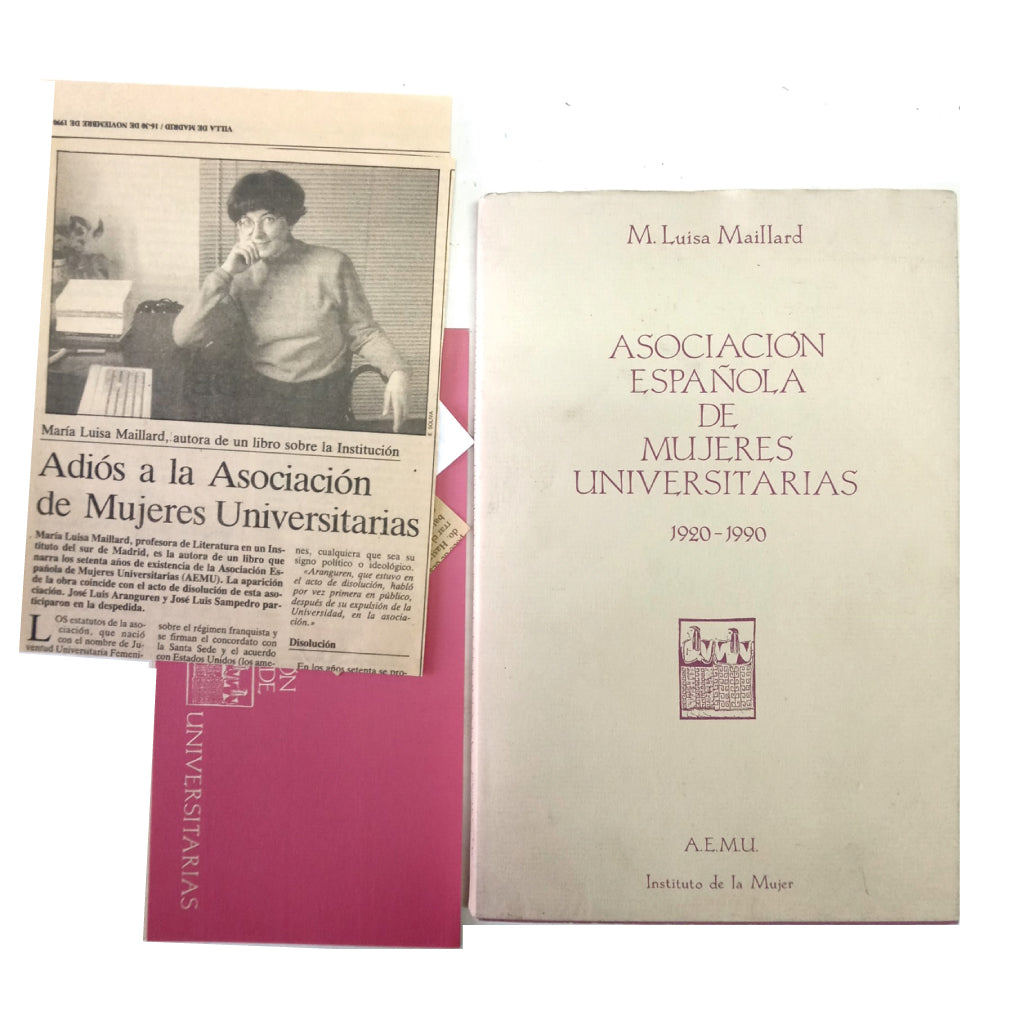 VILLA DE MADRID / 16-30 DE NOVIEMBRE DE 1990
F. SOLIVA
María Luisa Maillard, autora de un libro sobre la Institución
Adiós a la Asociación
de Mujeres Universitarias
María Luisa Maillard, profesora de Literatura en un Ins-
tituto del sur de Madrid, es la autora de un libro que
narra los setenta años de existencia de la Asociación Es-
pañola de Mujeres Universitarias (AEMU). La aparición
de la obra coincide con el acto de disolución de esta aso-
ciación. José Luis Aranguren y José Luis Sampedro par-
ticiparon en la despedida.
LOS estatutos de la aso-
ciación, que nació
con el nombre de Ju-
ventud Universitaria Femeni-
sobre el régimen franquista y
se firman el concordato con
la Santa Sede y el acuerdo
con Estados Unidos (los ame-
nes, cualquiera que sea su
signo político o ideológico.
«Aranguren, que estuvo en
el acto de disolución, habló
por vez primera en público,
después de su expulsión de la
Universidad, en la asocia-
ción.»
Disolución
En los años setenta se pro-
ÓN
DE
UNIVERSITARIAS
M. Luisa Maillard
ASOCIACIÓN
ESPAÑOLA
DE
MUJERES
UNIVERSITARIAS
1920-1990
A.E.M.U.
Instituto de la Mujer